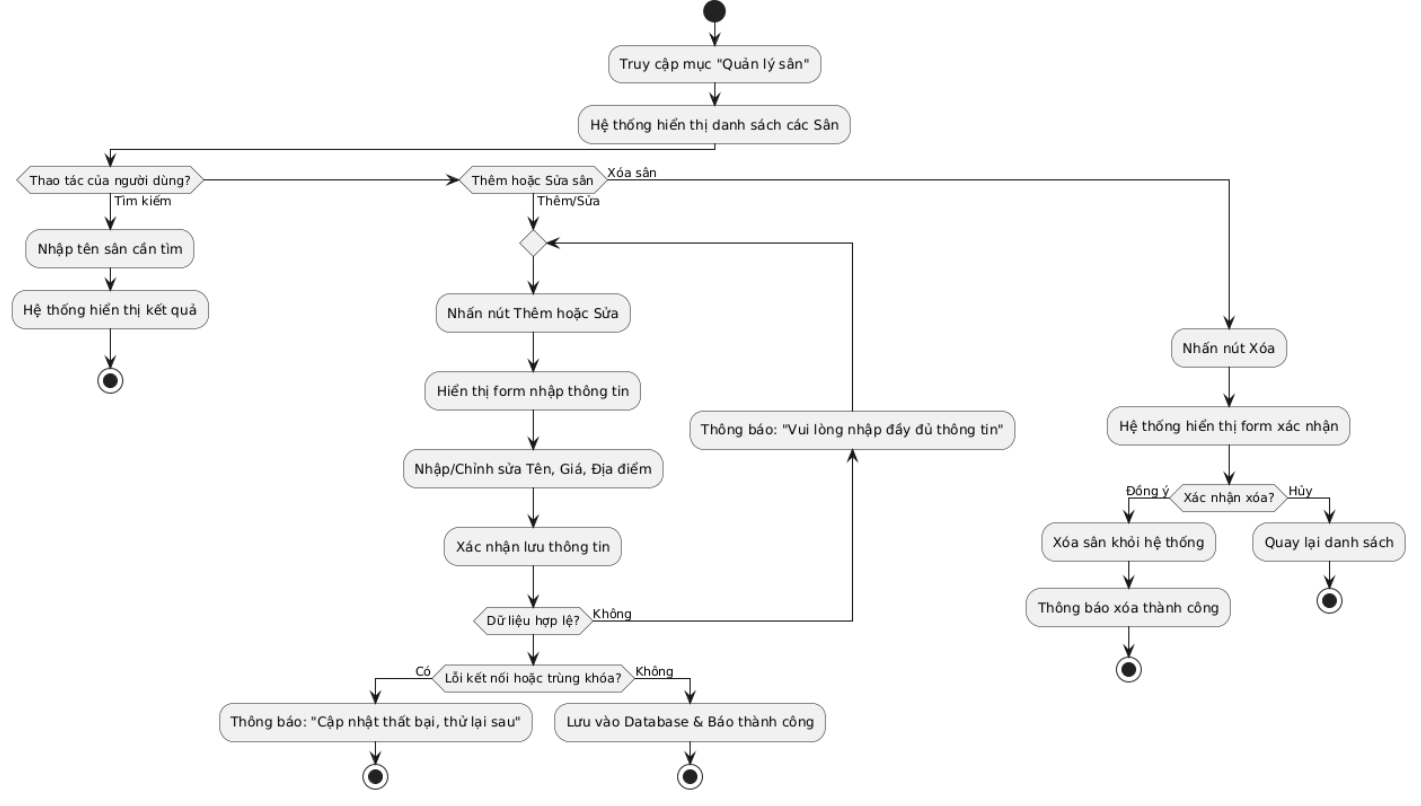 Truy cập mục "Quản lý sân"
Hệ thống hiển thị danh sách các Sân
Thao tác của người dùng?
Tìm kiếm
Nhập tên sân cần tìm
Hệ thống hiển thị kết quả
Thêm hoặc Sửa sân
Xóa sân
Thêm/Sửa
Nhấn nút Thêm hoặc Sửa
Hiển thị form nhập thông tin
Nhập/Chỉnh sửa Tên, Giá, Địa điểm
Xác nhận lưu thông tin
Dữ liệu hợp lệ?
Không
Thông báo: "Vui lòng nhập đầy đủ thông tin"
Có
Lỗi kết nối hoặc trùng khóa?
Không
Thông báo: "Cập nhật thất bại, thử lại sau"
Lưu vào Database & Báo thành công
Nhấn nút Xóa
Hệ thống hiển thị form xác nhận
Đồng ý
Xác nhận xóa?
Hủy
Xóa sân khỏi hệ thống
Quay lại danh sách
Thông báo xóa thành công